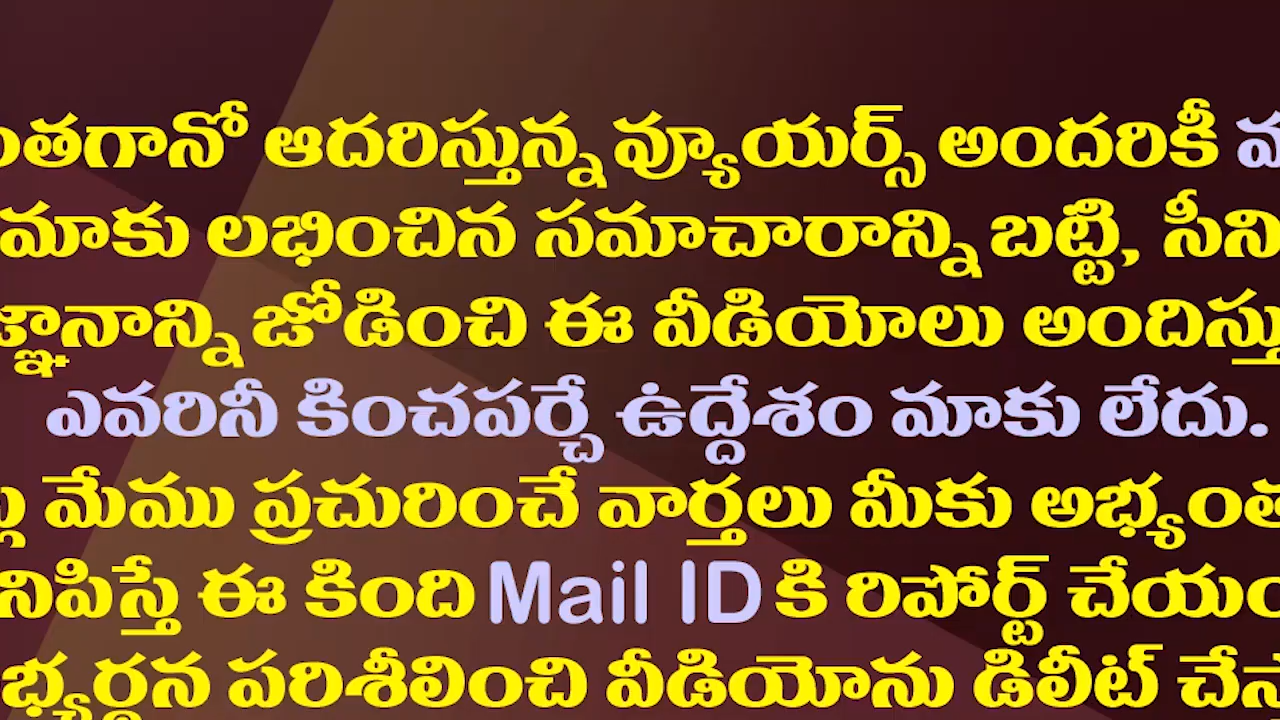 ంతగానో ఆదరిస్తున్న వ్యూయర్స్ అందరికీ
మాకు లభించిన సమాచారాన్ని బట్టి, సీని
జ్ఞానాన్ని జోడించి ఈ వీడియోలు అందిస్తు
ఎవరినీ కించపర్చే ఉద్దేశం మాకు లేదు.
మేము ప్రచురించే వార్తలు మీకు అభ్యంత
నిపిస్తే ఈ కింది Mail ID కి రిపోర్ట్ చేయం
భ్యర్థన పరిశీలించి వీడియోను డిలీట్ చేస